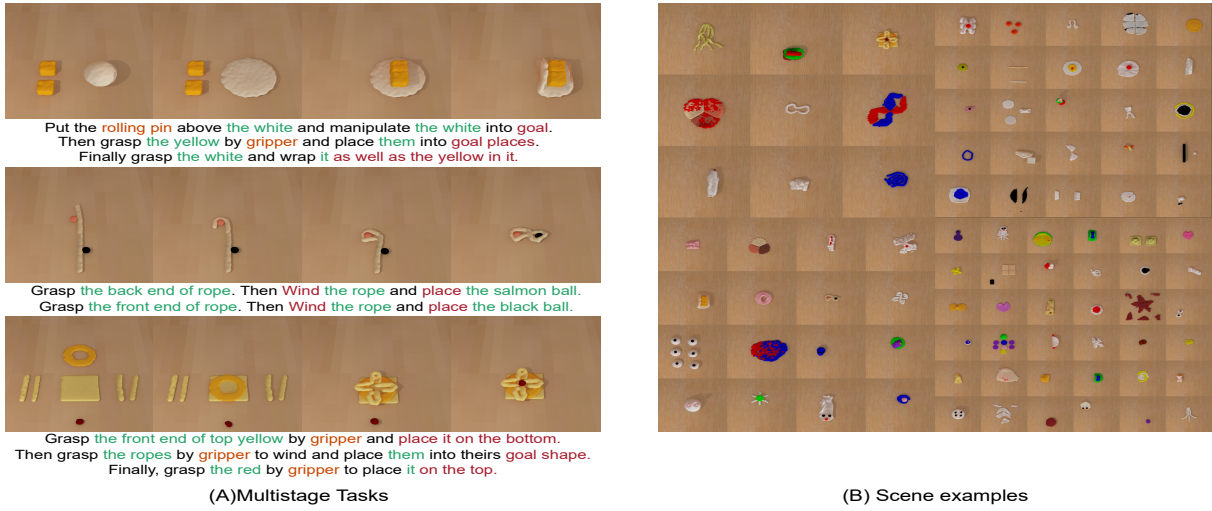 Put the rolling pin above the white and manipulate the white into goal.
Then grasp the yellow by gripper and place them into goal places.
Finally grasp the white and wrap it as well as the yellow in it.
Grasp the back end of rope. Then Wind the rope and place the salmon ball.
Grasp the front end of rope. Then Wind the rope and place the black ball.
Grasp the front end of top yellow by gripper and place it on the bottom.
Then grasp the ropes by gripper to wind and place them into theirs goal shape.
Finally, grasp the red by gripper to place it on the top.
(A)Multistage Tasks
(B) Scene examples